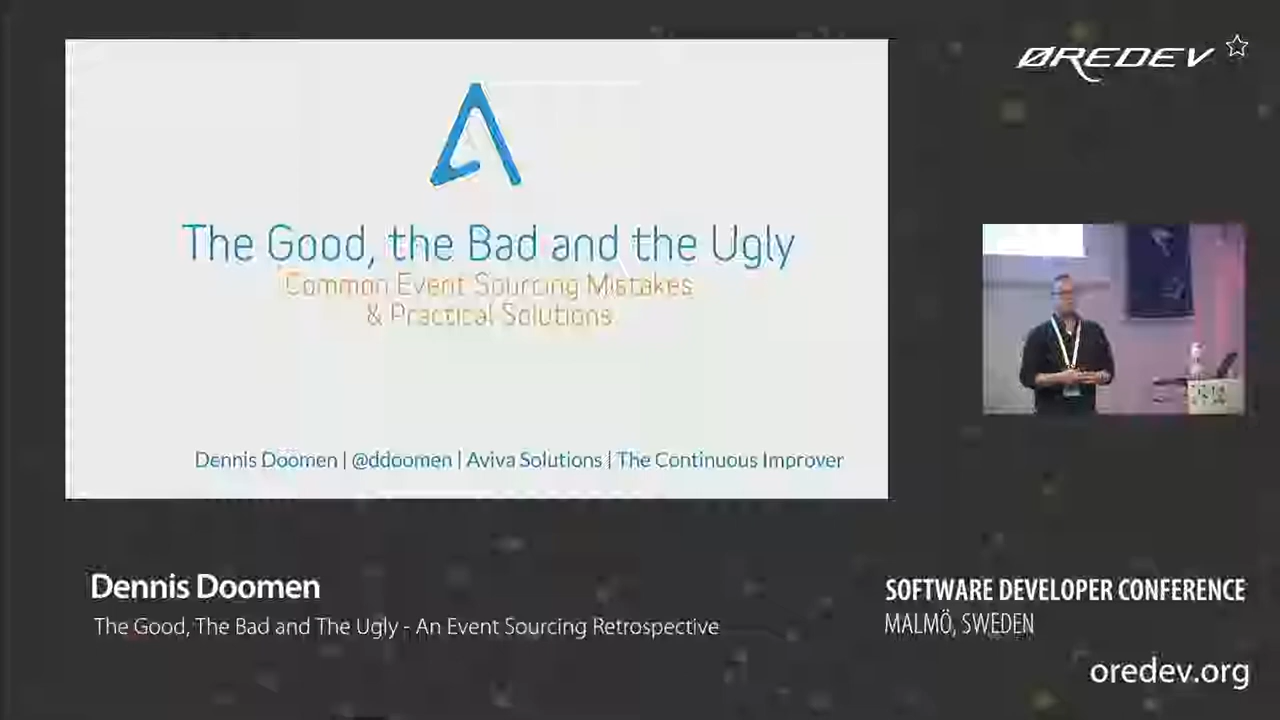 ØREDEV
The Good, the Bad and the Ugly
Common Event Sourcing Mistakes
& Practical Solutions
Dennis Doomen | @ddoomen | Aviva Solutions | The Continuous Improver
Dennis Doomen
The Good, The Bad and The Ugly - An Event Sourcing Retrospective
SOFTWARE DEVELOPER CONFERENCE
MALMÖ, SWEDEN
oredev.org